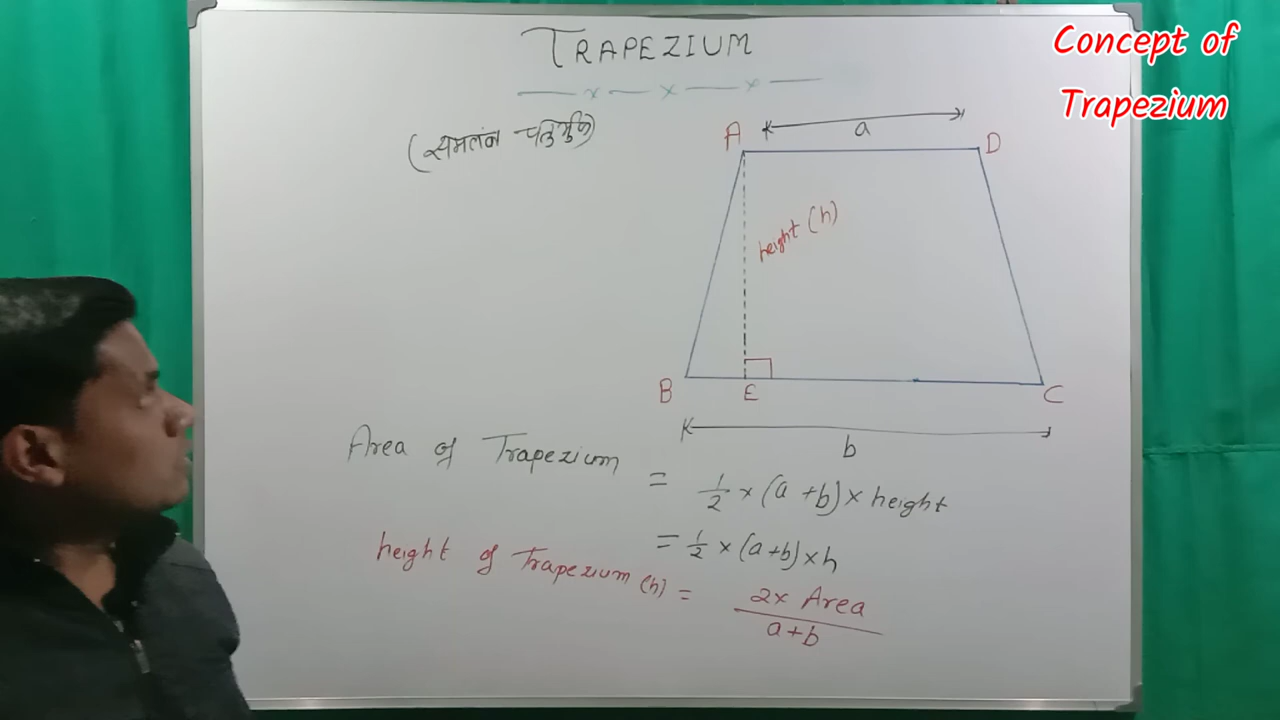 TRAPEZIUM
Concept of
Trapezium
(समलंब चतुर्भुज)
a
A
D
height (h)
B
E
C
b
Area of Trapezium = 1/2 × (a + b) × height
= 1/2 × (a+b) × h
height of Trapezium (h) = 2× Area / a+b